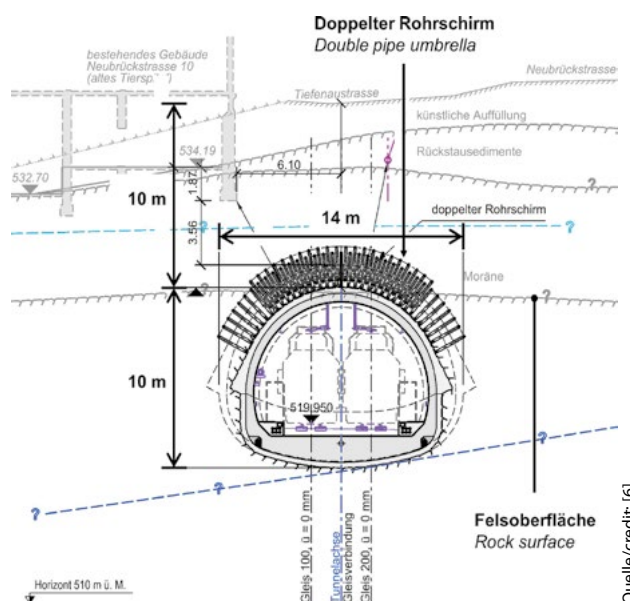 Doppelter Rohrschirm
Double pipe umbrella
bestehendes Gebäude
Neubrückstrasse 10
Neubrückstrasse
Tiefenaustrasse
künstliche Auffüllung
534.19
Rückstausedimente
532.70
6.10
1.87
?
10 m
14 m
doppelter Rohrschirm
?
?
3.56
Moräne
?
?
10 m
519.950
?
?
?
Felsoberfläche
Rock surface
Gleis 100, ü = 0 mm
Tunnelachse
Gleisverbindung
Gleis 200, ü = 0 mm
Horizont 510 m ü. M.
Quelle/credit: [6]